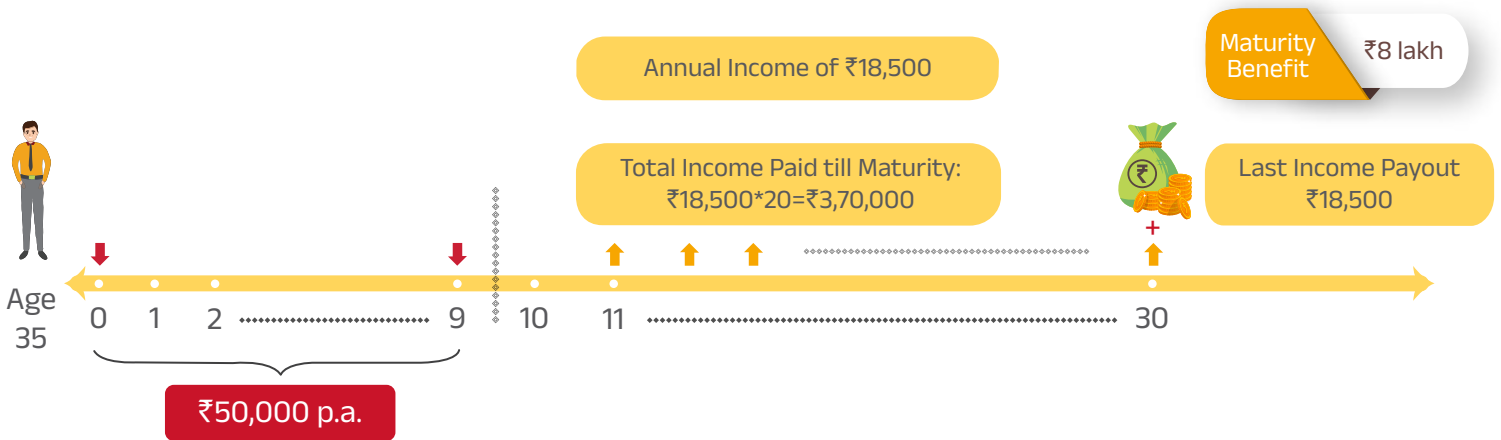 Maturity
Benefit
₹8 lakh
Annual Income of ₹18,500
Total Income Paid till Maturity:
₹18,500*20=₹3,70,000
₹
Last Income Payout
₹18,500
+
Age
35
0 1 2 9 10 11 30
₹50,000 p.a.